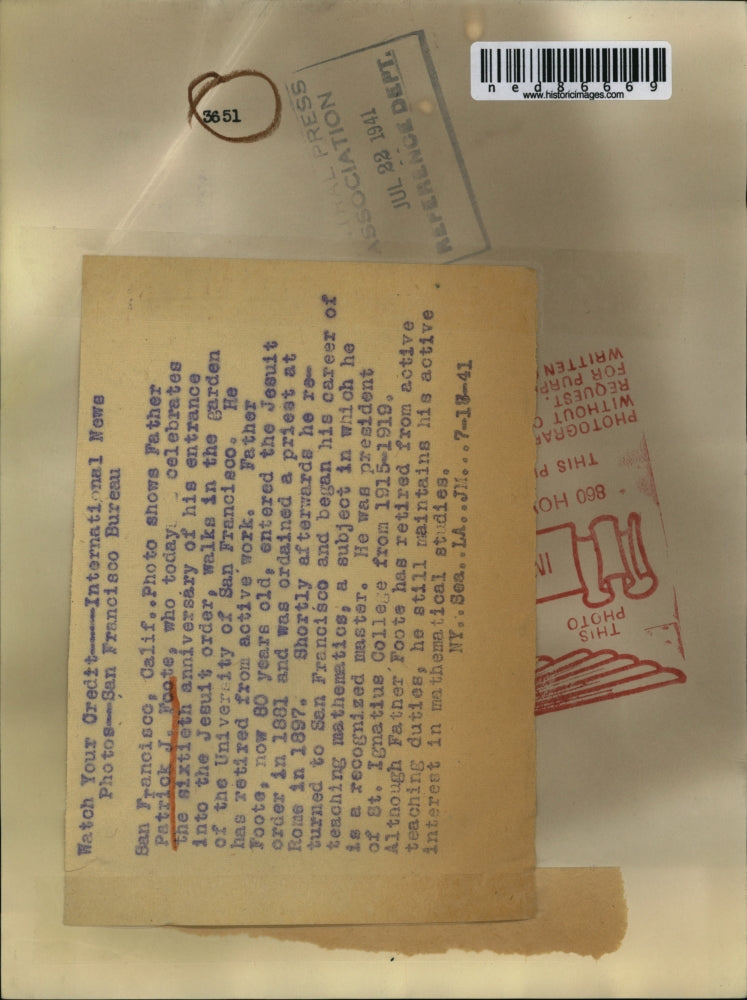 ned86669
www.historicimages.com
3651
PRESS
ASSOCIATION
JUL 22 1941
REFERENCE DEPT.
Watch Your Credit----International News
Photos--San Francisco Bureau
San Francisco, Calif..Photo shows Father
Patrick J. Foote, who today celebrates
the sixtieth anniversary of his entrance
into the Jesuit order, walks in the garden
of the University of San Francisco. He
has retired from active work. Father
Foote, now 80 years old, entered the Jesuit
order in 1881 and was ordained a priest at
Rome in 1897. Shortly afterwards he re-
turned to San Francisco and began his career of
teaching mathematics, a subject in which he
is a recognized master. He was president
of St. Ignatius College from 1915-1919.
Although Father Foote has retired from active
teaching duties, he still maintains his active
interest in mathematical studies.
NY..Sea..LA..JM...7-18-41
THIS
PHOTO
IN
860 HO
THIS P
PHOTOGRA
WITHOUT
REQUEST.
FOR PURP
WRITTEN